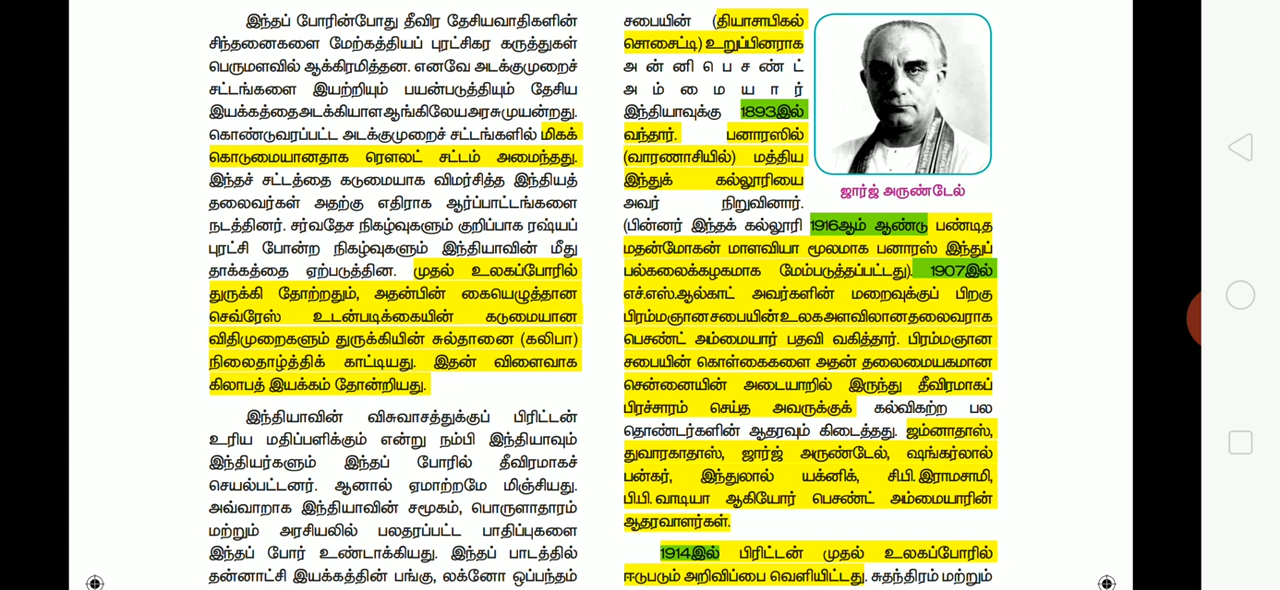 இந்தப் போரின்போது தீவிர தேசியவாதிகளின்
சிந்தனைகளை மேற்கத்தியப் புரட்சிகர கருத்துகள்
பெருமளவில் ஆக்கிரமித்தன. எனவே அடக்குமுறைச்
சட்டங்களை இயற்றியும் பயன்படுத்தியும் தேசிய
இயக்கத்தை அடக்கியாள ஆங்கிலேய அரசு முயன்றது.
கொண்டுவரப்பட்ட அடக்குமுறைச் சட்டங்களில் மிகக்
கொடுமையானதாக ரௌலட் சட்டம் அமைந்தது.
இந்தச் சட்டத்தை கடுமையாக விமர்சித்த இந்தியத்
தலைவர்கள் அதற்கு எதிராக ஆர்ப்பாட்டங்களை
நடத்தினர். சர்வதேச நிகழ்வுகளும் குறிப்பாக ரஷ்யப்
புரட்சி போன்ற நிகழ்வுகளும் இந்தியாவின் மீது
தாக்கத்தை ஏற்படுத்தின. முதல் உலகப்போரில்
துருக்கி தோற்றதும், அதன்பின் கையெழுத்தான
செவ்ரேஸ் உடன்படிக்கையின் கடுமையான
விதிமுறைகளும் துருக்கியின் சுல்தானை (கலிபா)
நிலைதாழ்த்திக் காட்டியது. இதன் விளைவாக
கிலாபத் இயக்கம் தோன்றியது.
இந்தியாவின் விசுவாசத்துக்குப் பிரிட்டன்
உரிய மதிப்பளிக்கும் என்று நம்பி இந்தியாவும்
இந்தியர்களும் இந்தப் போரில் தீவிரமாகச்
செயல்பட்டனர். ஆனால் ஏமாற்றமே மிஞ்சியது.
அவ்வாறாக இந்தியாவின் சமூகம், பொருளாதாரம்
மற்றும் அரசியலில் பலதரப்பட்ட பாதிப்புகளை
இந்தப் போர் உண்டாக்கியது. இந்தப் பாடத்தில்
தன்னாட்சி இயக்கத்தின் பங்கு, லக்னோ ஒப்பந்தம்
சபையின் (தியாசாபிகல்
சொசைட்டி) உறுப்பினராக
அன்னிபெசண்ட்
அம்மையார்
இந்தியாவுக்கு 1893இல்
வந்தார். பனாரஸில்
(வாரணாசியில்) மத்திய
இந்துக் கல்லூரியை
அவர் நிறுவினார்.
ஜார்ஜ் அருண்டேல்
(பின்னர் இந்தக் கல்லூரி 1916ஆம் ஆண்டு பண்டித
மதன்மோகன் மாளவியா மூலமாக பனாரஸ் இந்துப்
பல்கலைக்கழகமாக மேம்படுத்தப்பட்டது). 1907இல்
எச்.எஸ்.ஆல்காட் அவர்களின் மறைவுக்குப் பிறகு
பிரம்மஞான சபையின் உலக அளவிலான தலைவராக
பெசண்ட் அம்மையார் பதவி வகித்தார். பிரம்மஞான
சபையின் கொள்கைகளை அதன் தலைமையகமான
சென்னையின் அடையாறில் இருந்து தீவிரமாகப்
பிரச்சாரம் செய்த அவருக்குக் கல்விகற்ற பல
தொண்டர்களின் ஆதரவும் கிடைத்தது. ஜம்னாதாஸ்,
துவாரகாதாஸ், ஜார்ஜ் அருண்டேல், ஷங்கர்லால்
பன்கர், இந்துலால் யக்னிக், சி.பி.இராமசாமி,
பி.பி.வாடியா ஆகியோர் பெசண்ட் அம்மையாரின்
ஆதரவாளர்கள்.
1914இல் பிரிட்டன் முதல் உலகப்போரில்
ஈடுபடும் அறிவிப்பை வெளியிட்டது. சுதந்திரம் மற்றும்